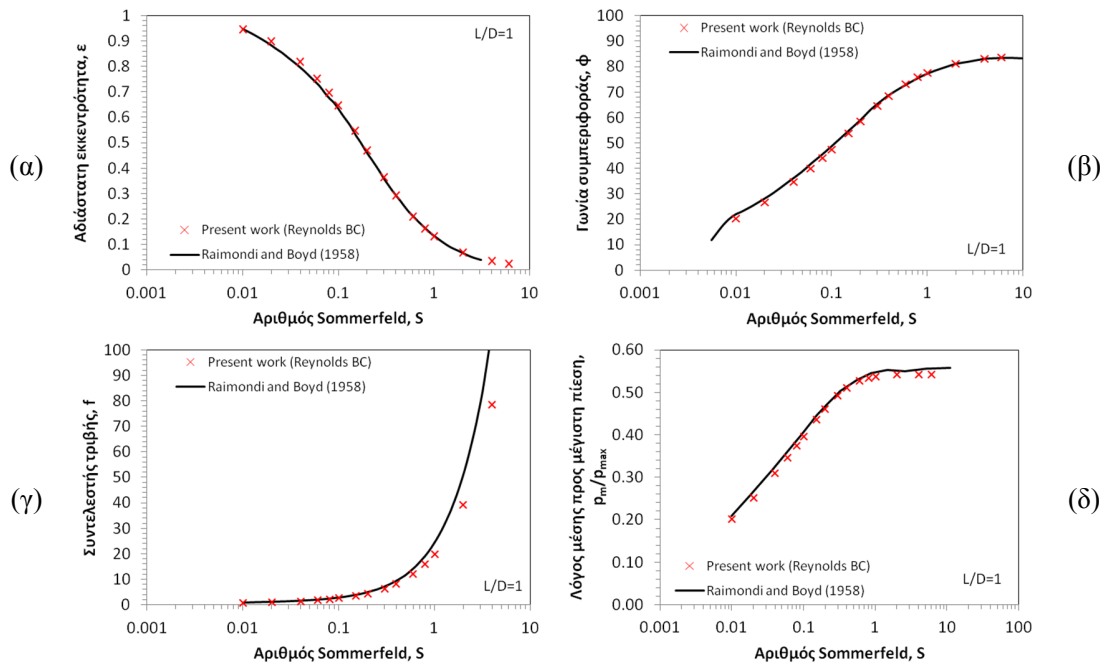 (α)
1
0.9
0.8
0.7
0.6
0.5
0.4
0.3
0.2
0.1
0
Αδιάστατη εκκεντρότητα, ε
L/D=1
Present work (Reynolds BC)
Raimondi and Boyd (1958)
0.001
0.01
0.1
1
10
Αριθμός Sommerfeld, S
(β)
100
90
80
70
60
50
40
30
20
10
0
Γωνία συμπεριφοράς, φ
Present work (Reynolds BC)
Raimondi and Boyd (1958)
L/D=1
0.001
0.01
0.1
1
10
Αριθμός Sommerfeld, S
(γ)
100
90
80
70
60
50
40
30
20
10
0
Συντελεστής τριβής, f
Present work (Reynolds BC)
Raimondi and Boyd (1958)
L/D=1
0.001
0.01
0.1
1
10
Αριθμός Sommerfeld, S
(δ)
0.60
0.50
0.40
0.30
0.20
0.10
0.00
Λόγος μέσης προς μέγιστη πίεση,
pm/pmax
Present work (Reynolds BC)
Raimondi and Boyd (1958)
L/D=1
0.001
0.01
0.1
1
10
100
Αριθμός Sommerfeld, S